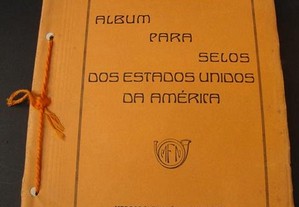 ALBUM
PARA
SELOS
DOS ESTADOS UNIDOS
DA AMÉRICA